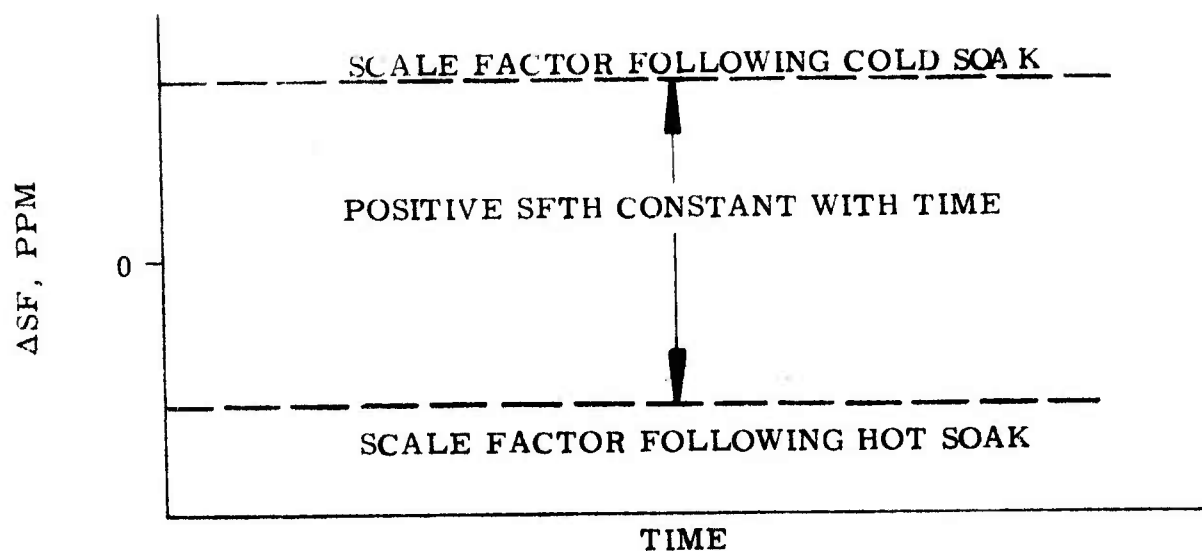 SCALE FACTOR FOLLOWING COLD SOAK
POSITIVE SFTH CONSTANT WITH TIME
0
ΔSF, PPM
SCALE FACTOR FOLLOWING HOT SOAK
TIME